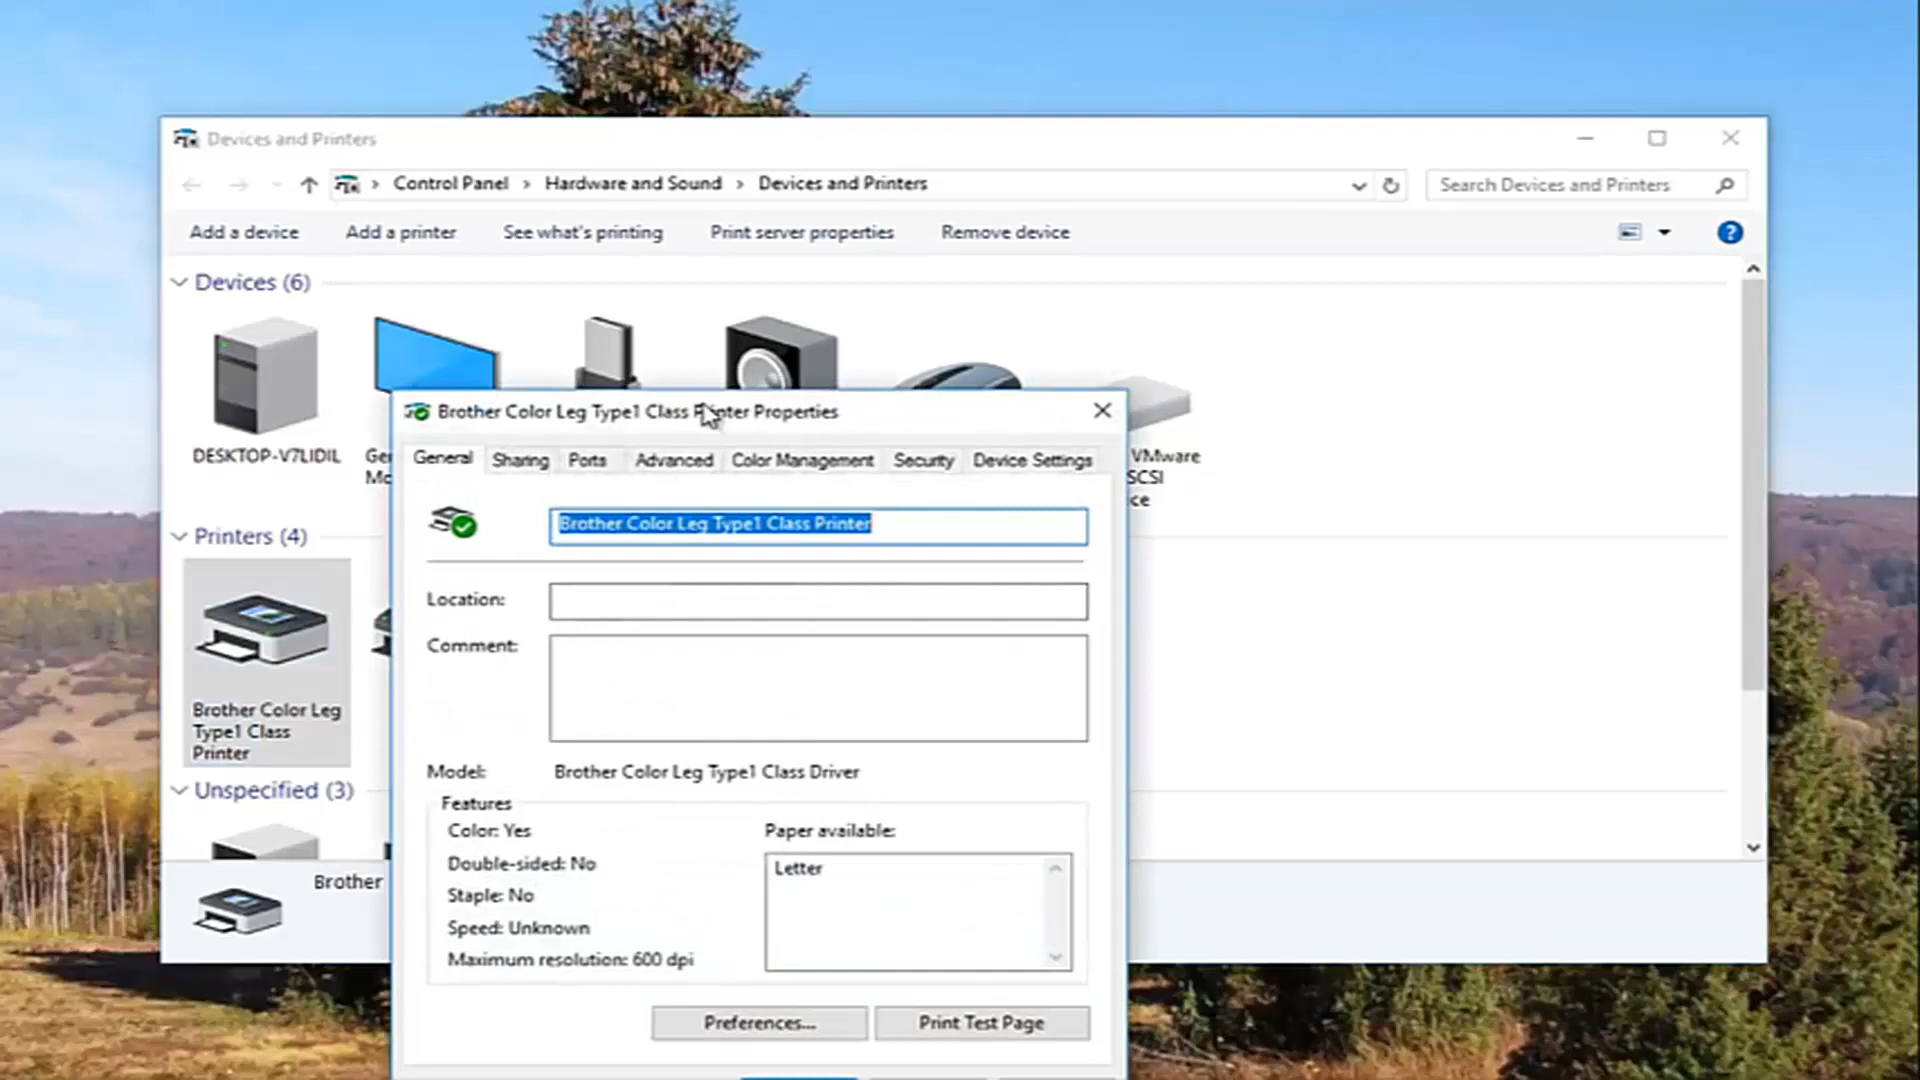 Devices and Printers
Control Panel > Hardware and Sound > Devices and Printers
Search Devices and Printers
Add a device
Add a printer
See what's printing
Print server properties
Remove device
?
Devices (6)
DESKTOP-V7LIDIL
Ge
Mo
VMware
SCSI
ce
Printers (4)
Brother Color Leg
Type1 Class
Printer
Unspecified (3)
Brother
Brother Color Leg Type1 Class Printer Properties
General
Sharing
Ports
Advanced
Color Management
Security
Device Settings
Brother Color Leg Type1 Class Printer
Location:
Comment:
Model:
Brother Color Leg Type1 Class Driver
Features
Color: Yes
Double-sided: No
Staple: No
Speed: Unknown
Maximum resolution: 600 dpi
Paper available:
Letter
Preferences...
Print Test Page